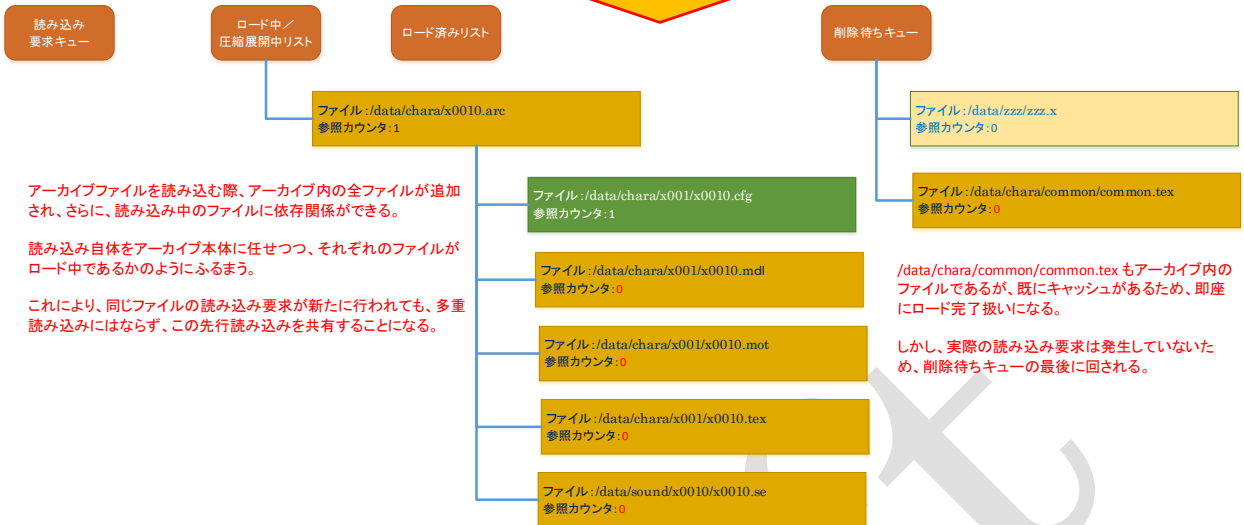 読み込み
要求キュー
ロード中／
圧縮展開中リスト
ロード済みリスト
削除待ちキュー
ファイル:/data/chara/x0010.arc
参照カウンタ:1
アーカイブファイルを読み込む際、アーカイブ内の全ファイルが追加
され、さらに、読み込み中のファイルに依存関係ができる。
読み込み自体をアーカイブ本体に任せつつ、それぞれのファイルが
ロード中であるかのようにふるまう。
これにより、同じファイルの読み込み要求が新たに行われても、多重
読み込みにはならず、この先行読み込みを共有することになる。
ファイル:/data/chara/x001/x0010.cfg
参照カウンタ:1
ファイル:/data/chara/x001/x0010.mdl
参照カウンタ:0
ファイル:/data/chara/x001/x0010.mot
参照カウンタ:0
ファイル:/data/chara/x001/x0010.tex
参照カウンタ:0
ファイル:/data/sound/x0010/x0010.se
参照カウンタ:0
ファイル:/data/zzz/zzz.x
参照カウンタ:0
ファイル:/data/chara/common/common.tex
参照カウンタ:0
/data/chara/common/common.tex もアーカイブ内の
ファイルであるが、既にキャッシュがあるため、即座
にロード完了扱いになる。
しかし、実際の読み込み要求は発生していないた
め、削除待ちキューの最後に回される。